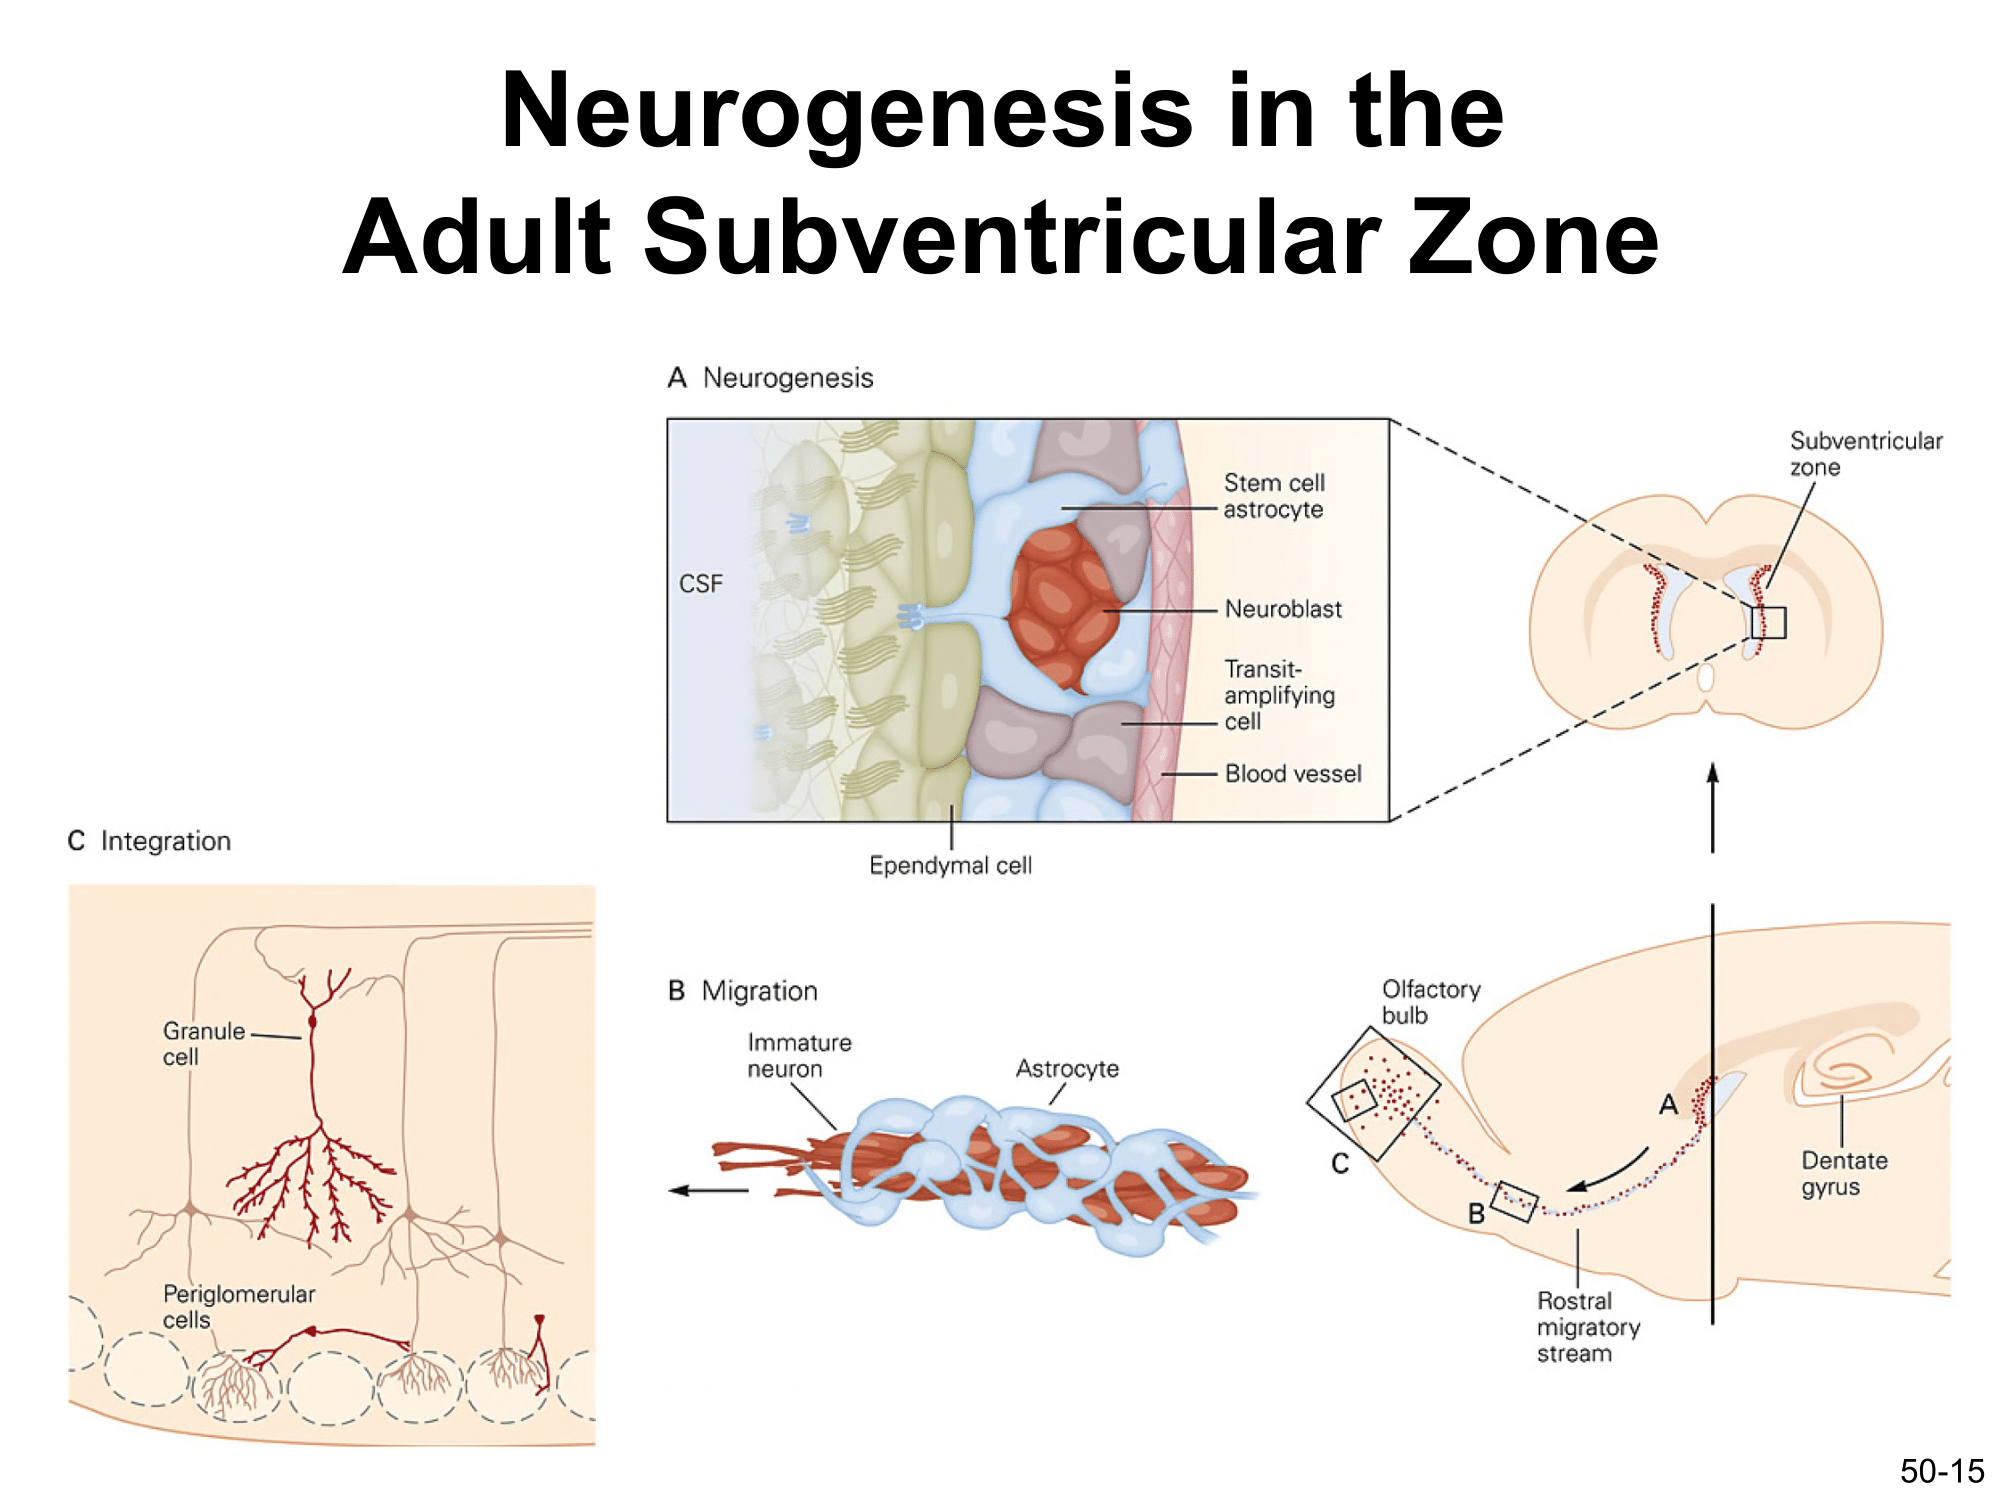 Neurogenesis in the
Adult Subventricular Zone
A Neurogenesis
CSF
Stem cell
astrocyte
Neuroblast
Transit-
amplifying
cell
Blood vessel
Ependymal cell
Subventricular
zone
C Integration
Granule
cell
Periglomerular
cells
B Migration
Immature
neuron
Astrocyte
Olfactory
bulb
A
C
B
Dentate
gyrus
Rostral
migratory
stream
50-15